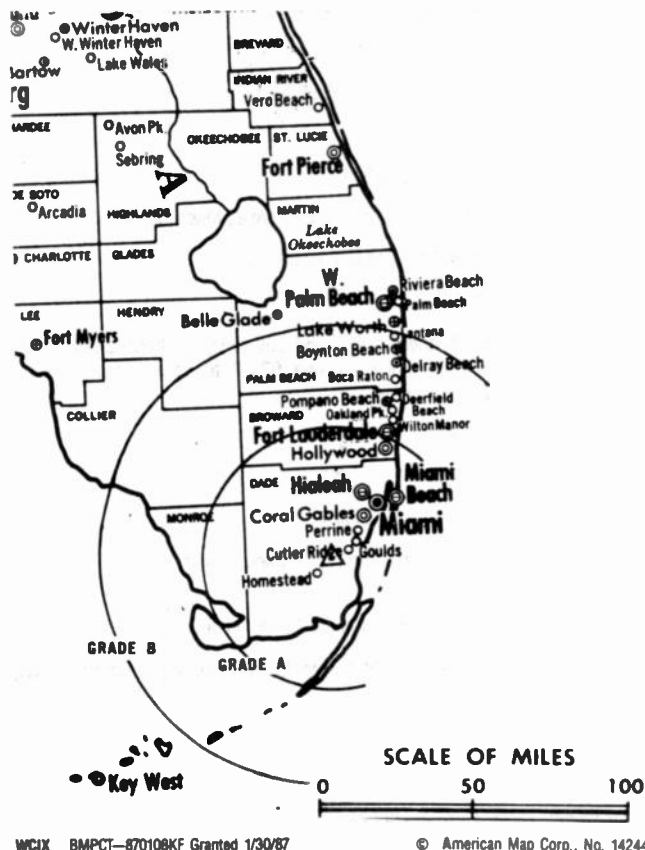 Winter Haven
W. Winter Haven
Bartow
Lake Wales
BREVARD
INDIAN RIVER
Vero Beach
Avon Pk.
OKEECHOBEE
ST. LUCIE
Sebring
Fort Pierce
A
DE SOTO
Arcadia
HIGHLANDS
MARTIN
Lake
Okeechobee
CHARLOTTE
GLADES
W.
Palm Beach
Riviera Beach
Palm Beach
LEE
HENDRY
Belle Glade
Fort Myers
Lake Worth
Lantana
Boynton Beach
Delray Beach
PALM BEACH
Boca Raton
COLLIER
Pompano Beach
Deerfield
Beach
BROWARD
Oakland Pk.
Wilton Manor
Fort Lauderdale
Hollywood
DADE
Hialeah
Miami
Beach
MONROE
Coral Gables
Miami
Perrine
Cutler Ridge
Goulds
Homestead
GRADE B
GRADE A
Key West
SCALE OF MILES
0 50 100
WCIX BMPCT—870108KF Granted 1/30/87
© American Map Corp., No. 14244